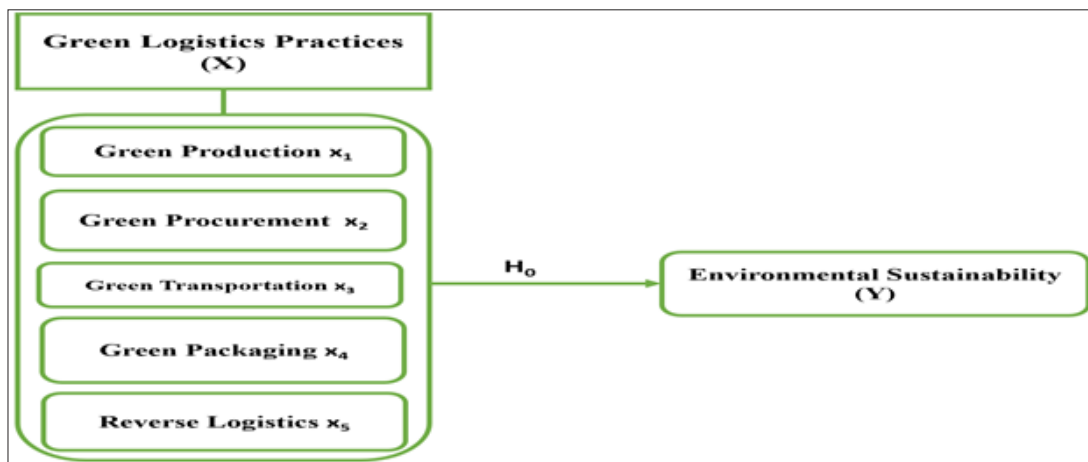 Green Logistics Practices
(X)
Green Production x₁
Green Procurement x₂
Green Transportation x₃
Green Packaging x₄
Reverse Logistics x₅
H₀
Environmental Sustainability
(Y)